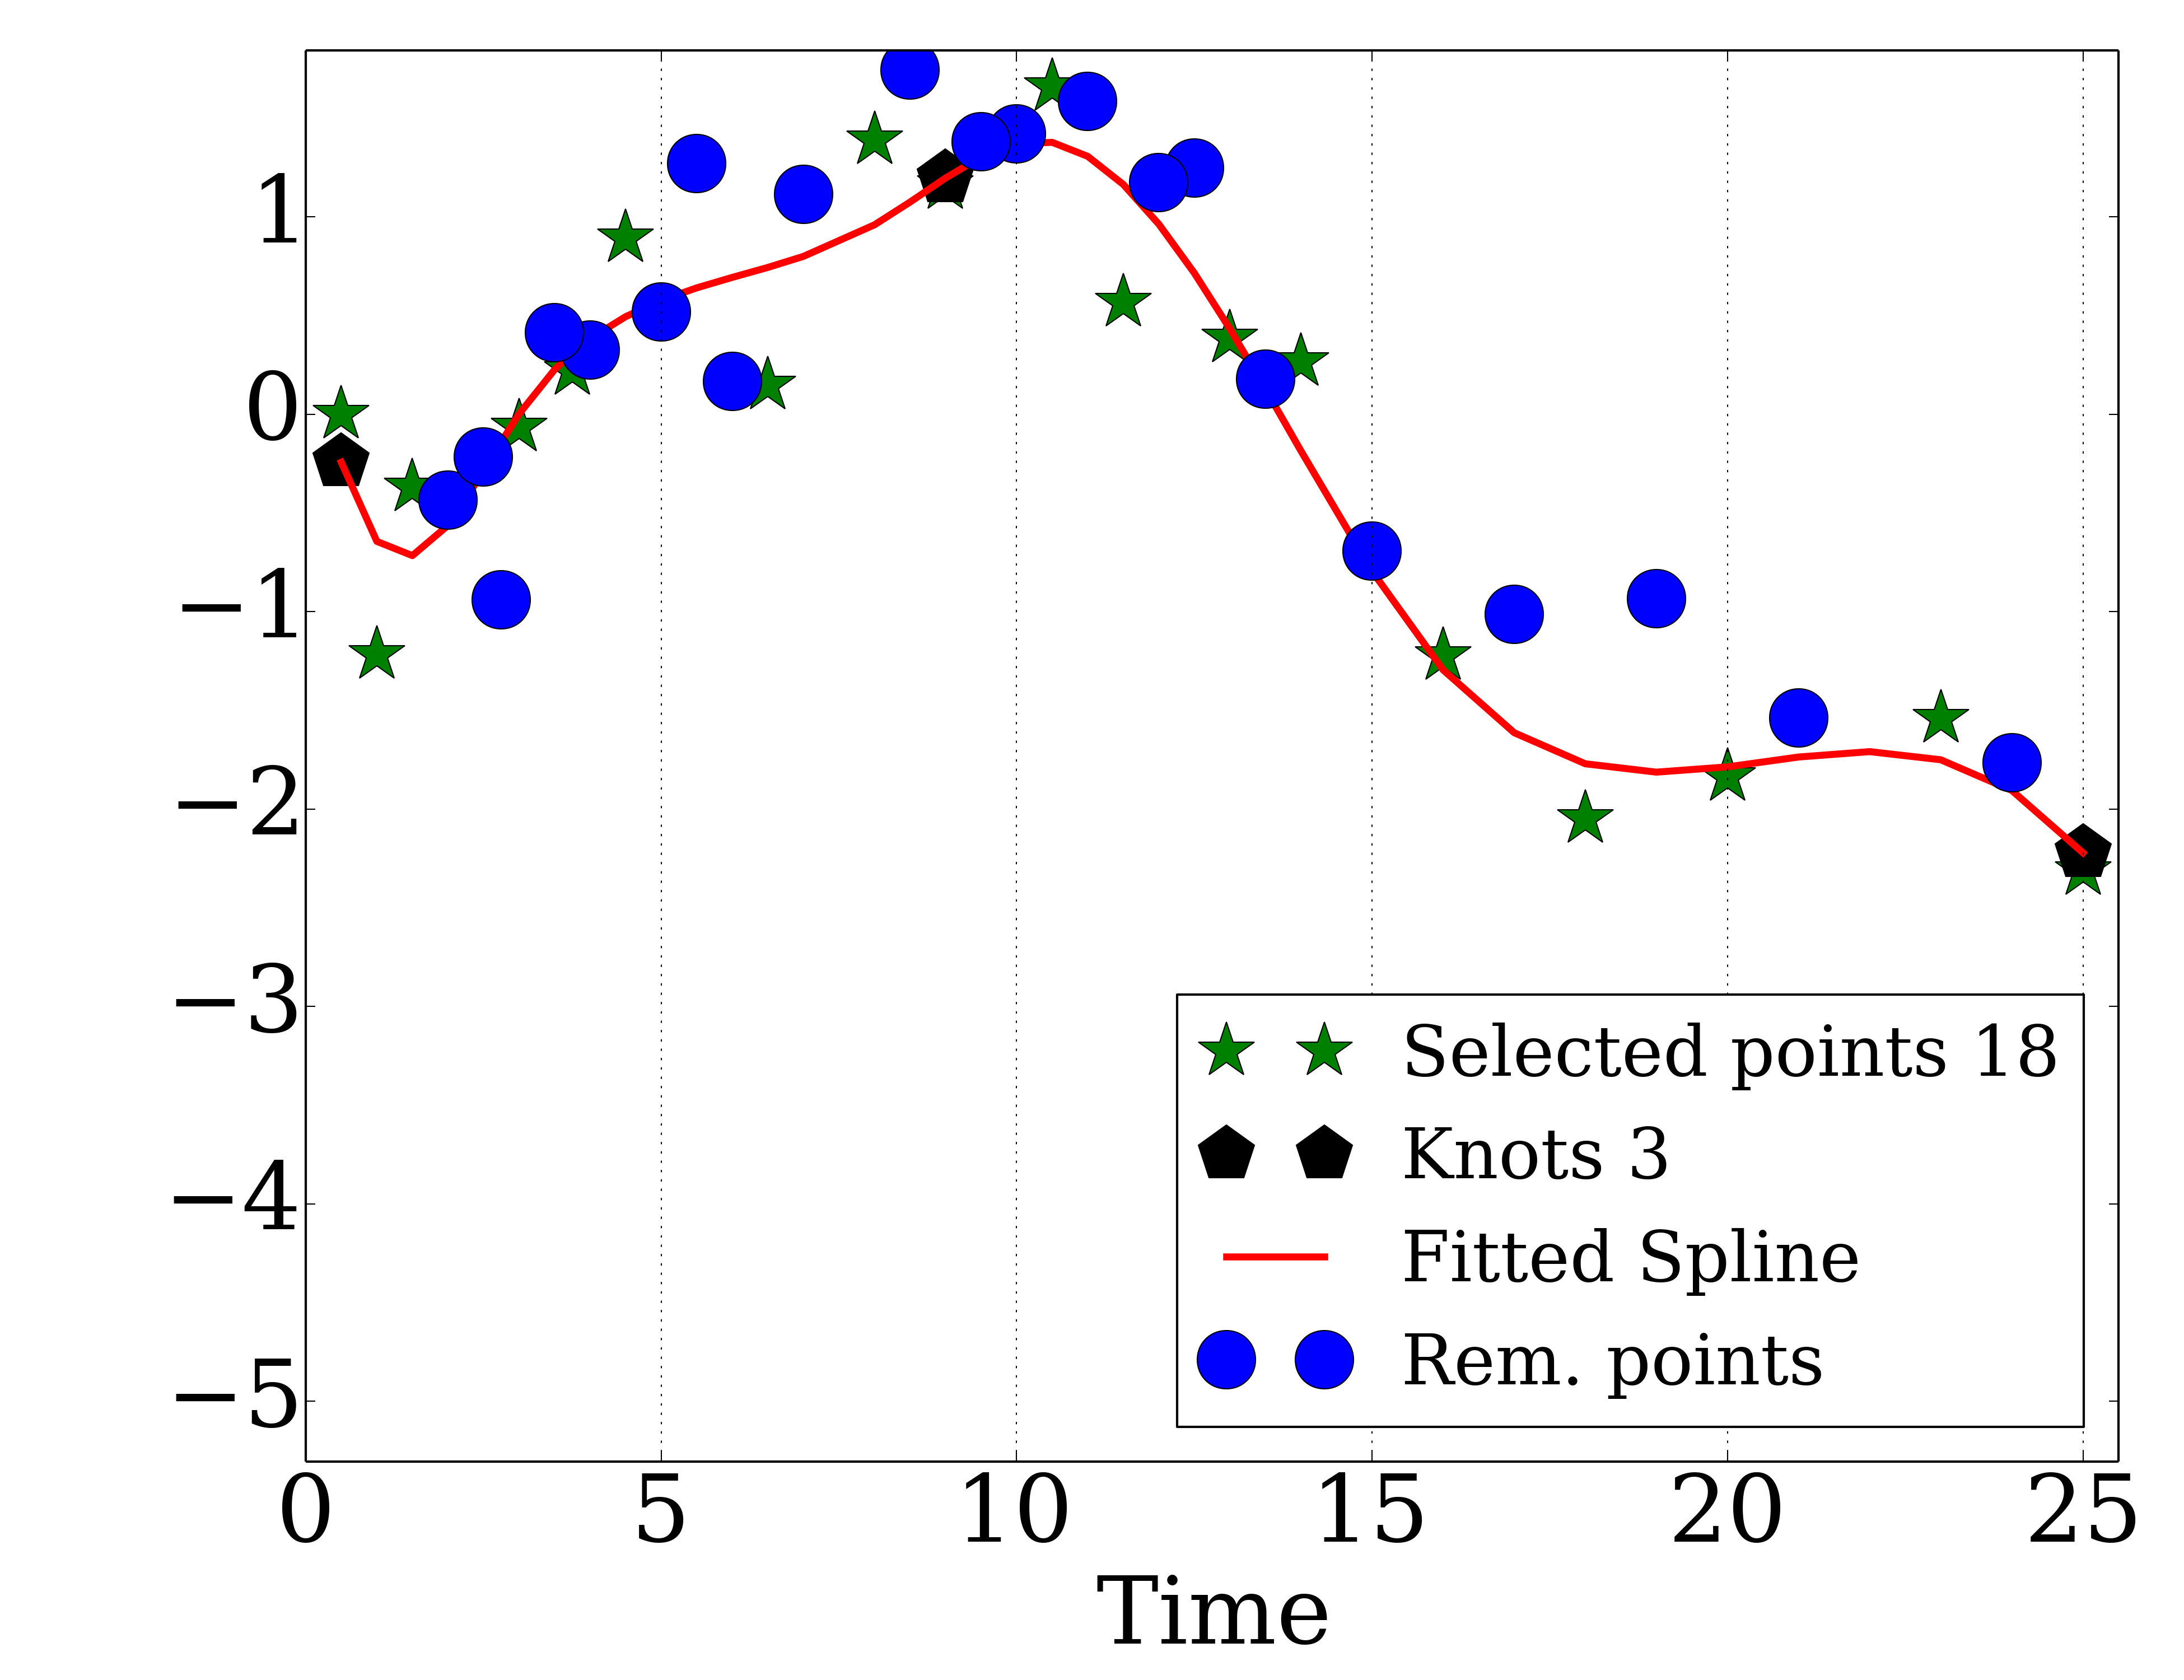 1
0
−1
−2
−3
−4
−5
Selected points 18
Knots 3
Fitted Spline
Rem. points
0 5 10 15 20 25
Time